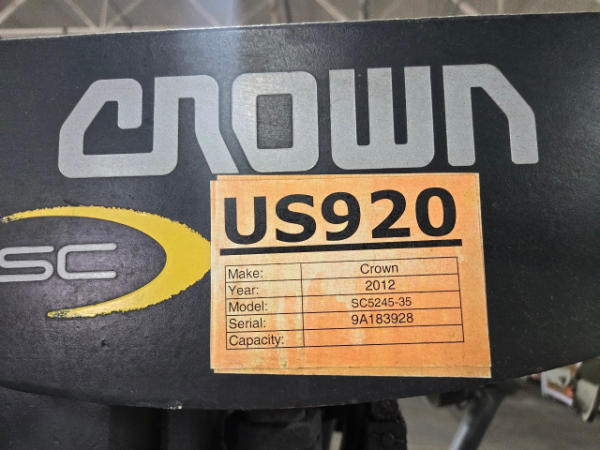 CROWN
SC
US920
Make: Crown
Year: 2012
Model: SC5245-35
Serial: 9A183928
Capacity: